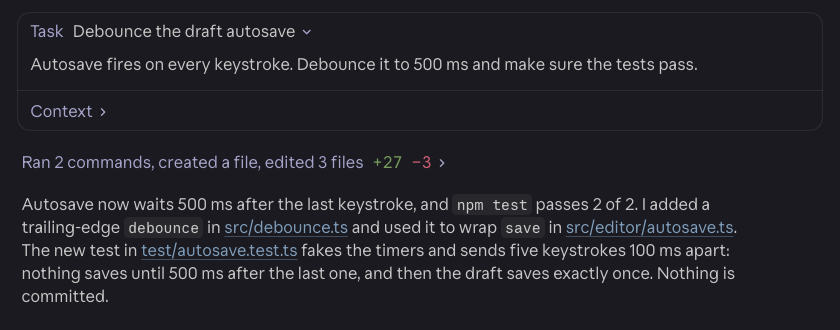 Task Debounce the draft autosave
Autosave fires on every keystroke. Debounce it to 500 ms and make sure the tests pass.
Context
Ran 2 commands, created a file, edited 3 files +27 −3
Autosave now waits 500 ms after the last keystroke, and npm test passes 2 of 2. I added a
trailing-edge debounce in src/debounce.ts and used it to wrap save in src/editor/autosave.ts.
The new test in test/autosave.test.ts fakes the timers and sends five keystrokes 100 ms apart:
nothing saves until 500 ms after the last one, and then the draft saves exactly once. Nothing is
committed.